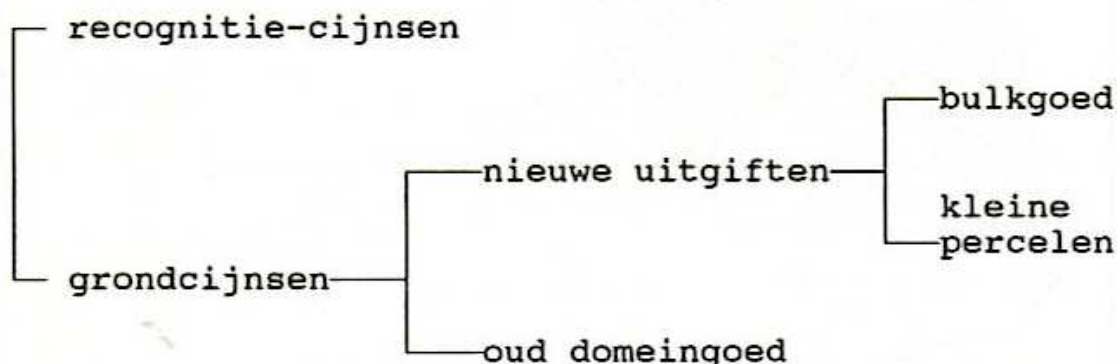 recognitie-cijnsen
bulkgoed
nieuwe uitgiften
kleine
percelen
grondcijnsen
oud domeingoed